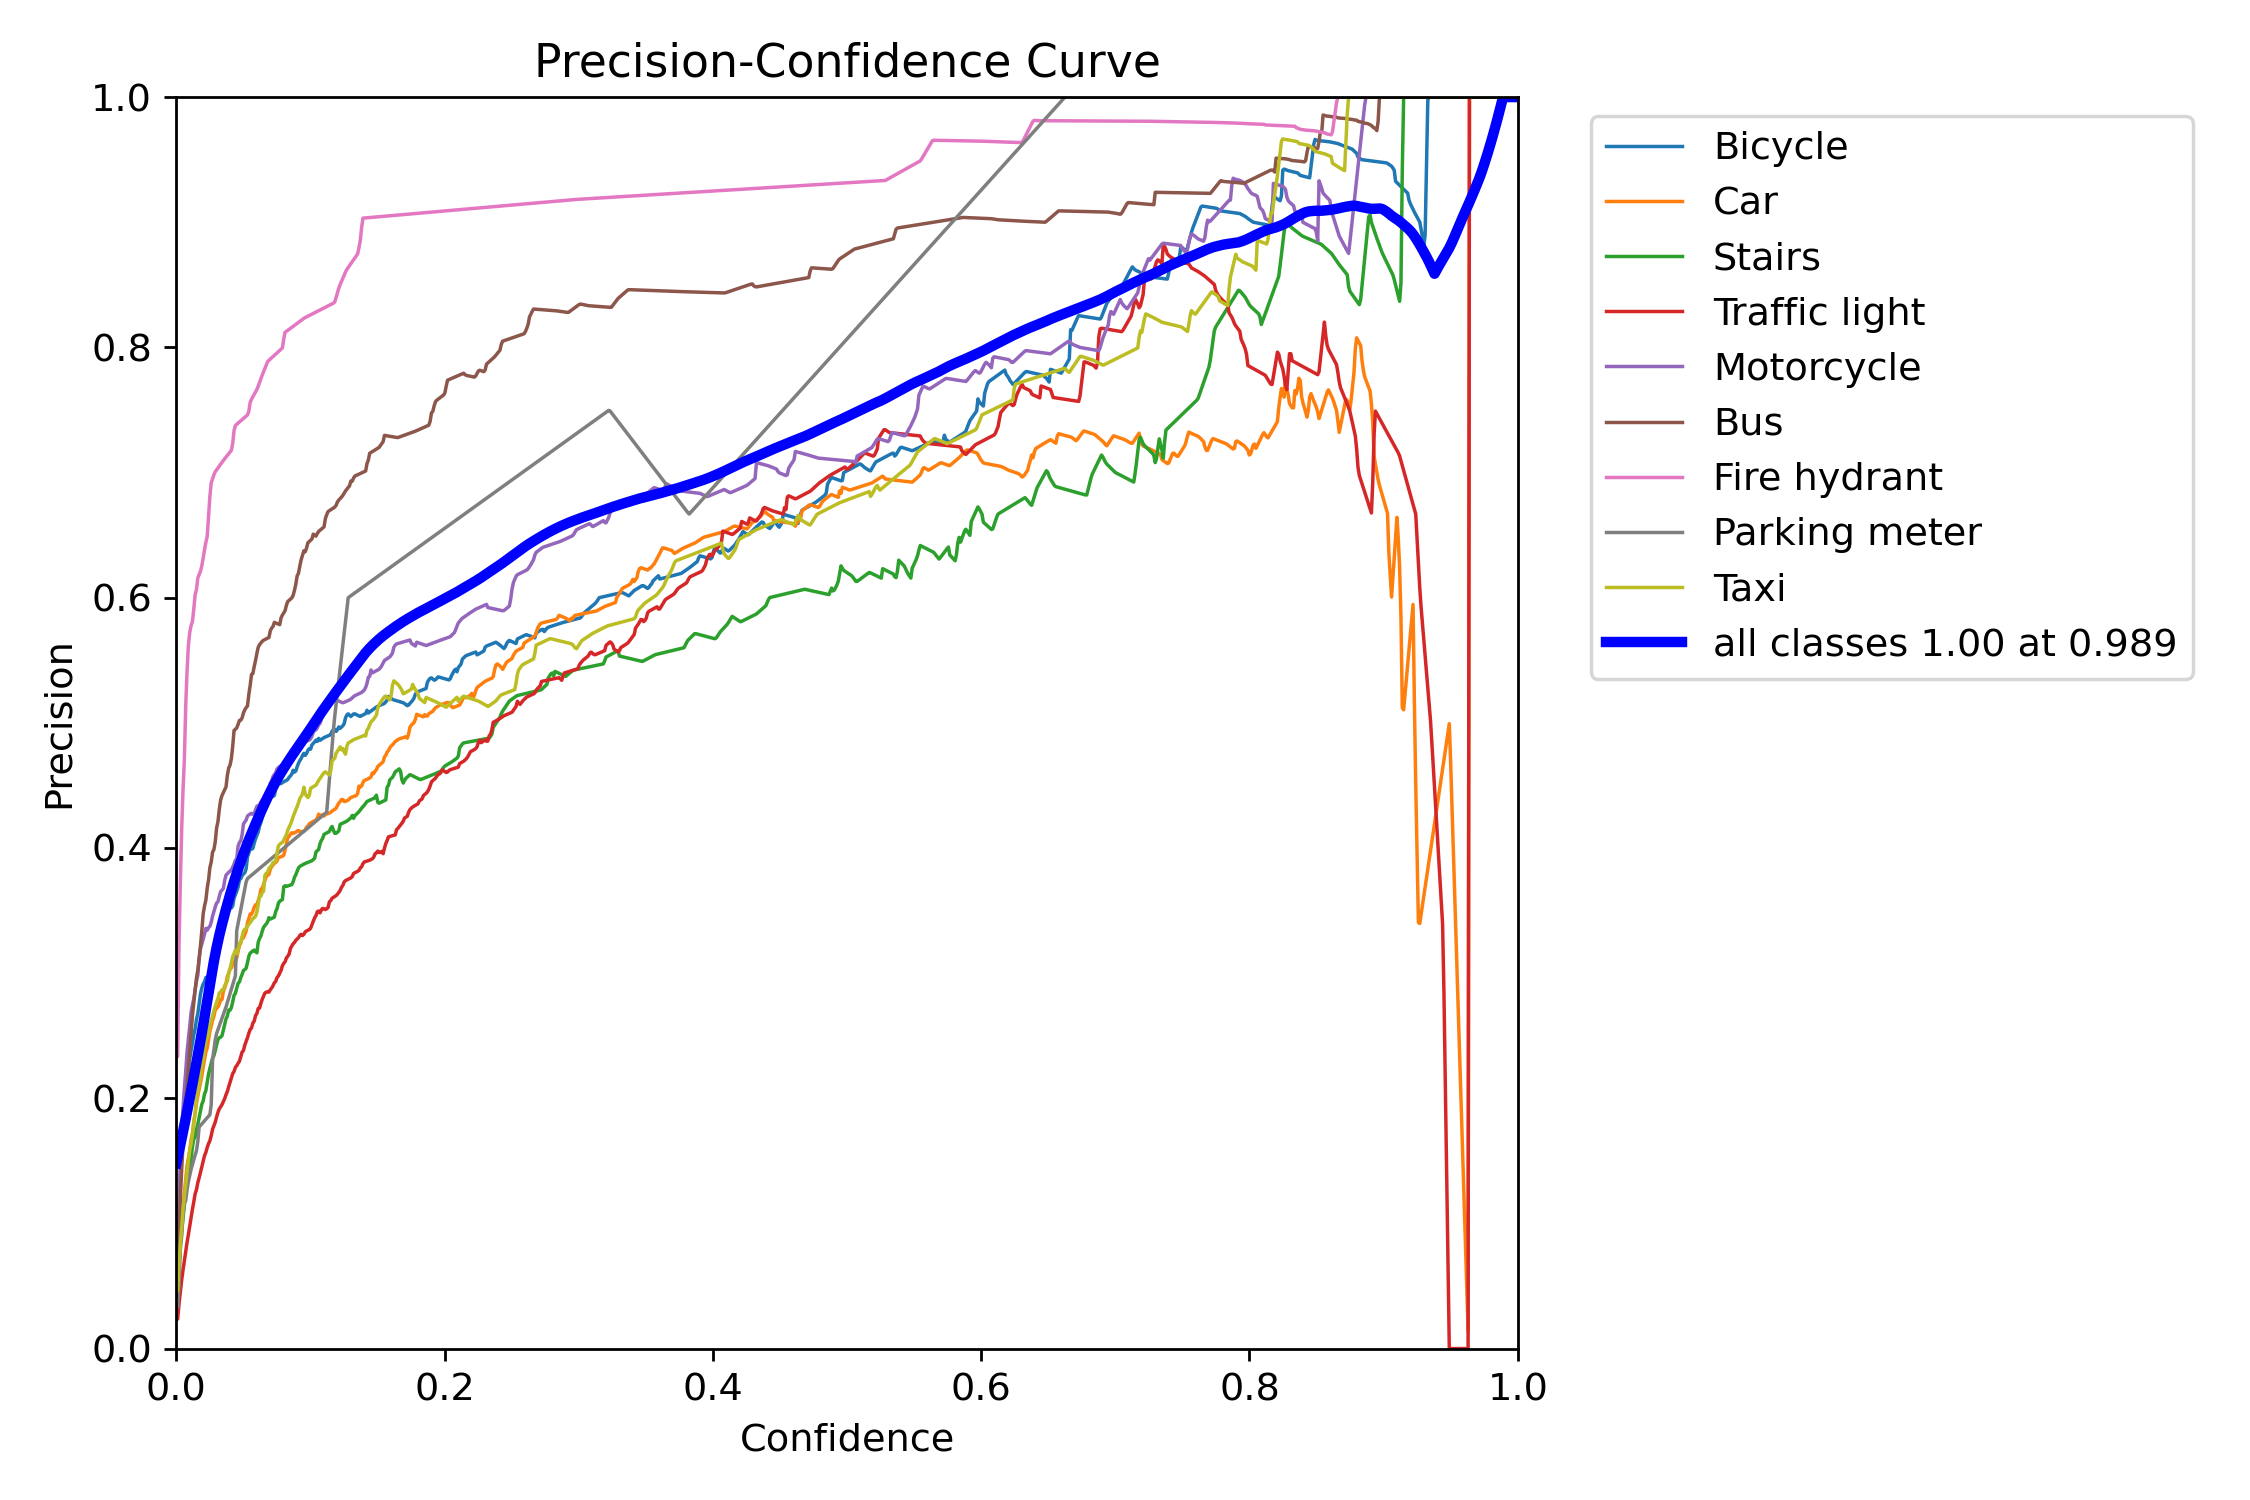 Precision-Confidence Curve
1.0
0.8
0.6
0.4
0.2
0.0
Precision
0.0 0.2 0.4 0.6 0.8 1.0
Confidence
Bicycle
Car
Stairs
Traffic light
Motorcycle
Bus
Fire hydrant
Parking meter
Taxi
all classes 1.00 at 0.989